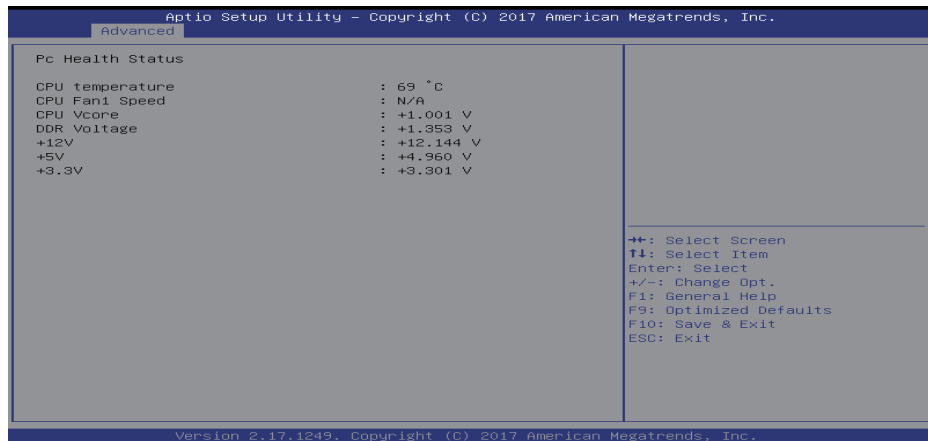 Aptio Setup Utility – Copyright (C) 2017 American Megatrends, Inc.
Advanced
Pc Health Status
CPU temperature : 69 °C
CPU Fan1 Speed : N/A
CPU Vcore : +1.001 V
DDR Voltage : +1.353 V
+12V : +12.144 V
+5V : +4.960 V
+3.3V : +3.301 V
→←: Select Screen
↑↓: Select Item
Enter: Select
+/-: Change Opt.
F1: General Help
F9: Optimized Defaults
F10: Save & Exit
ESC: Exit
Version 2.17.1249. Copyright (C) 2017 American Megatrends, Inc.